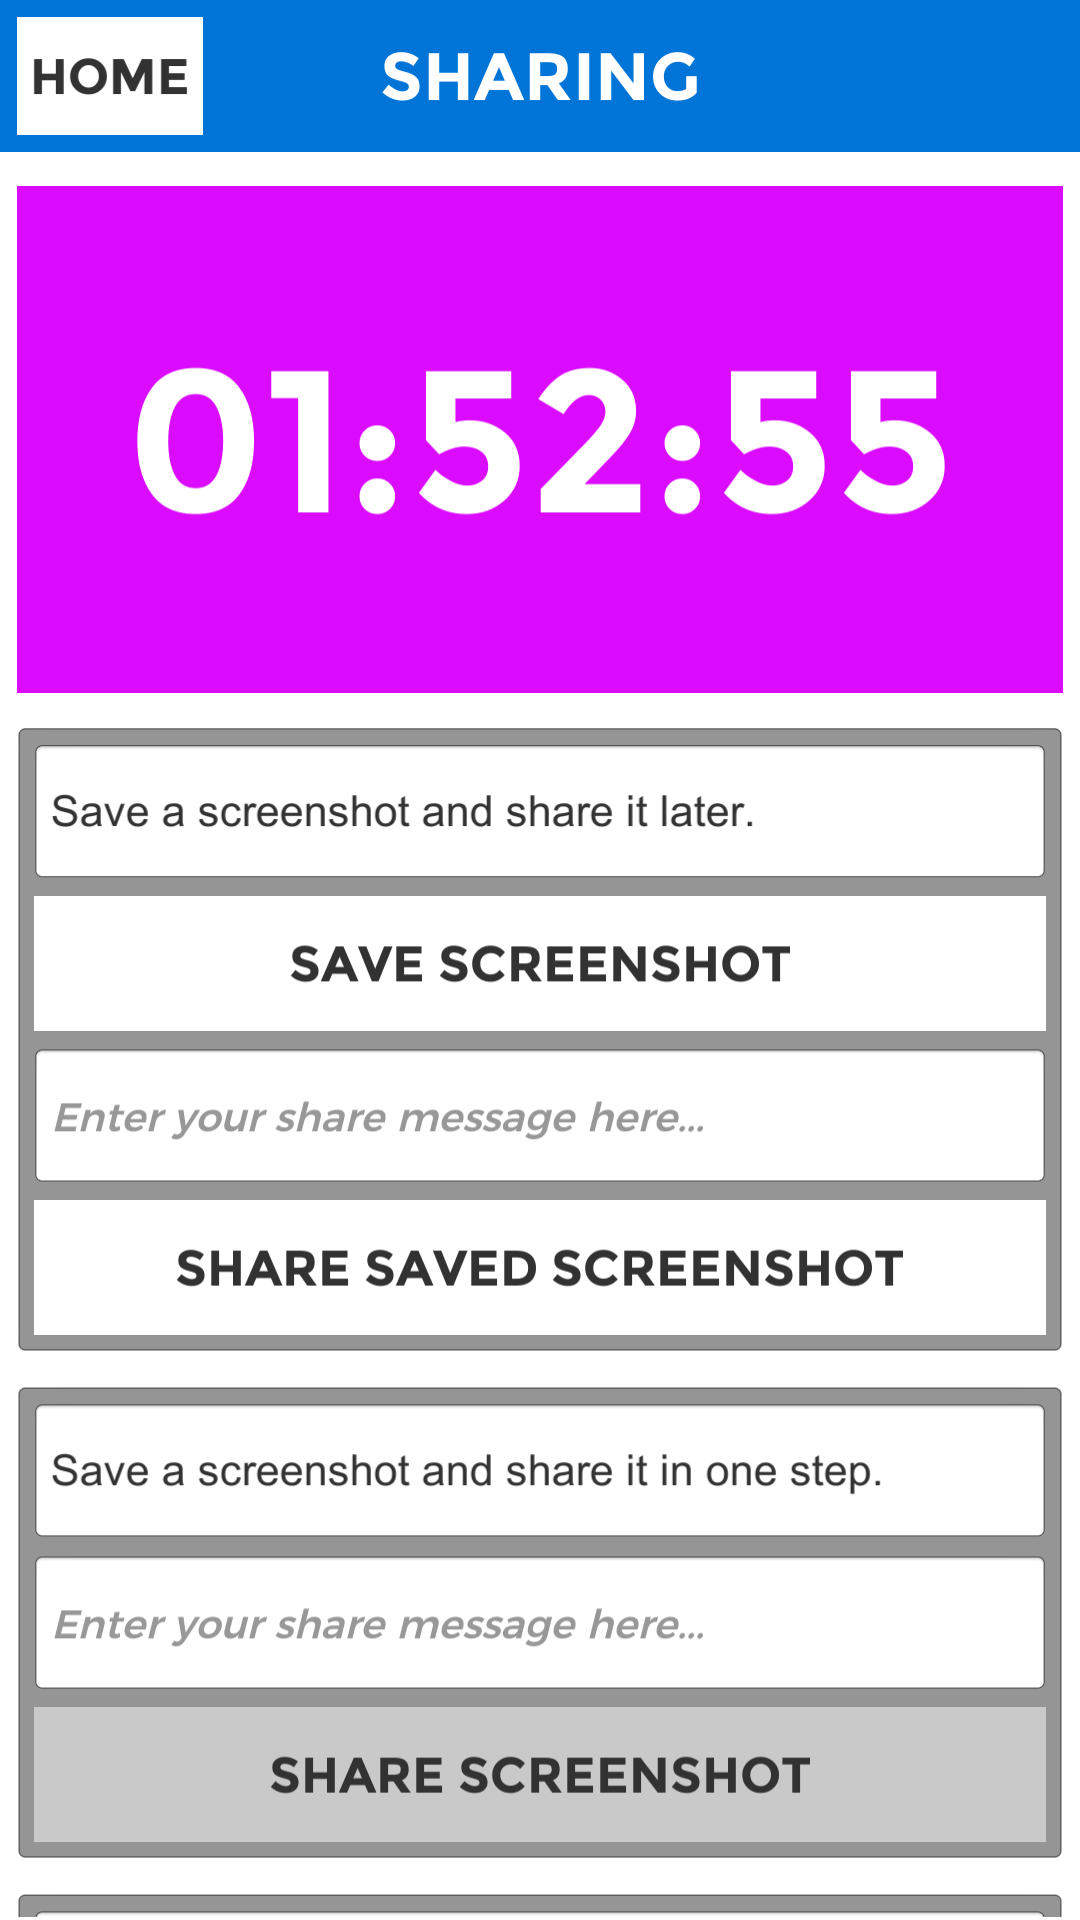 HOME
SHARING
01:52:55
Save a screenshot and share it later.
SAVE SCREENSHOT
Enter your share message here...
SHARE SAVED SCREENSHOT
Save a screenshot and share it in one step.
Enter your share message here...
SHARE SCREENSHOT